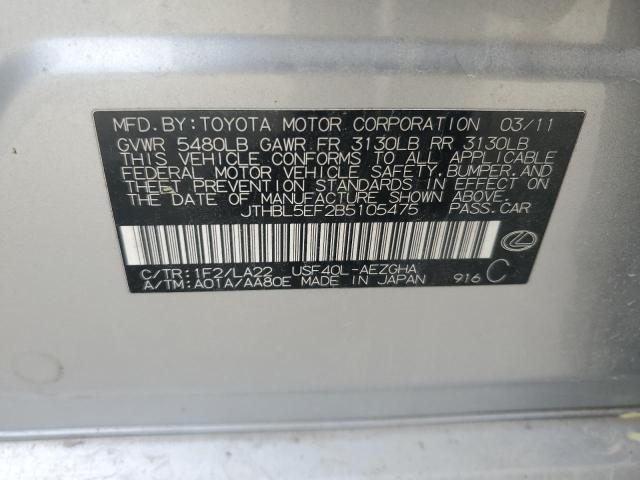 MFD. BY: TOYOTA MOTOR CORPORATION 03/11
GVWR 5480LB GAWR FR 3130LB RR 3130LB
THIS VEHICLE CONFORMS TO ALL APPLICABLE
FEDERAL MOTOR VEHICLE SAFETY, BUMPER, AND
THEFT PREVENTION STANDARDS IN EFFECT ON
THE DATE OF MANUFACTURE SHOWN ABOVE.
JTHBL5EF2B5105475 PASS. CAR
C/TR: 1F2/LA22 USF40L-AEZGHA
A/TM: A01A/AA80E MADE IN JAPAN 916 C